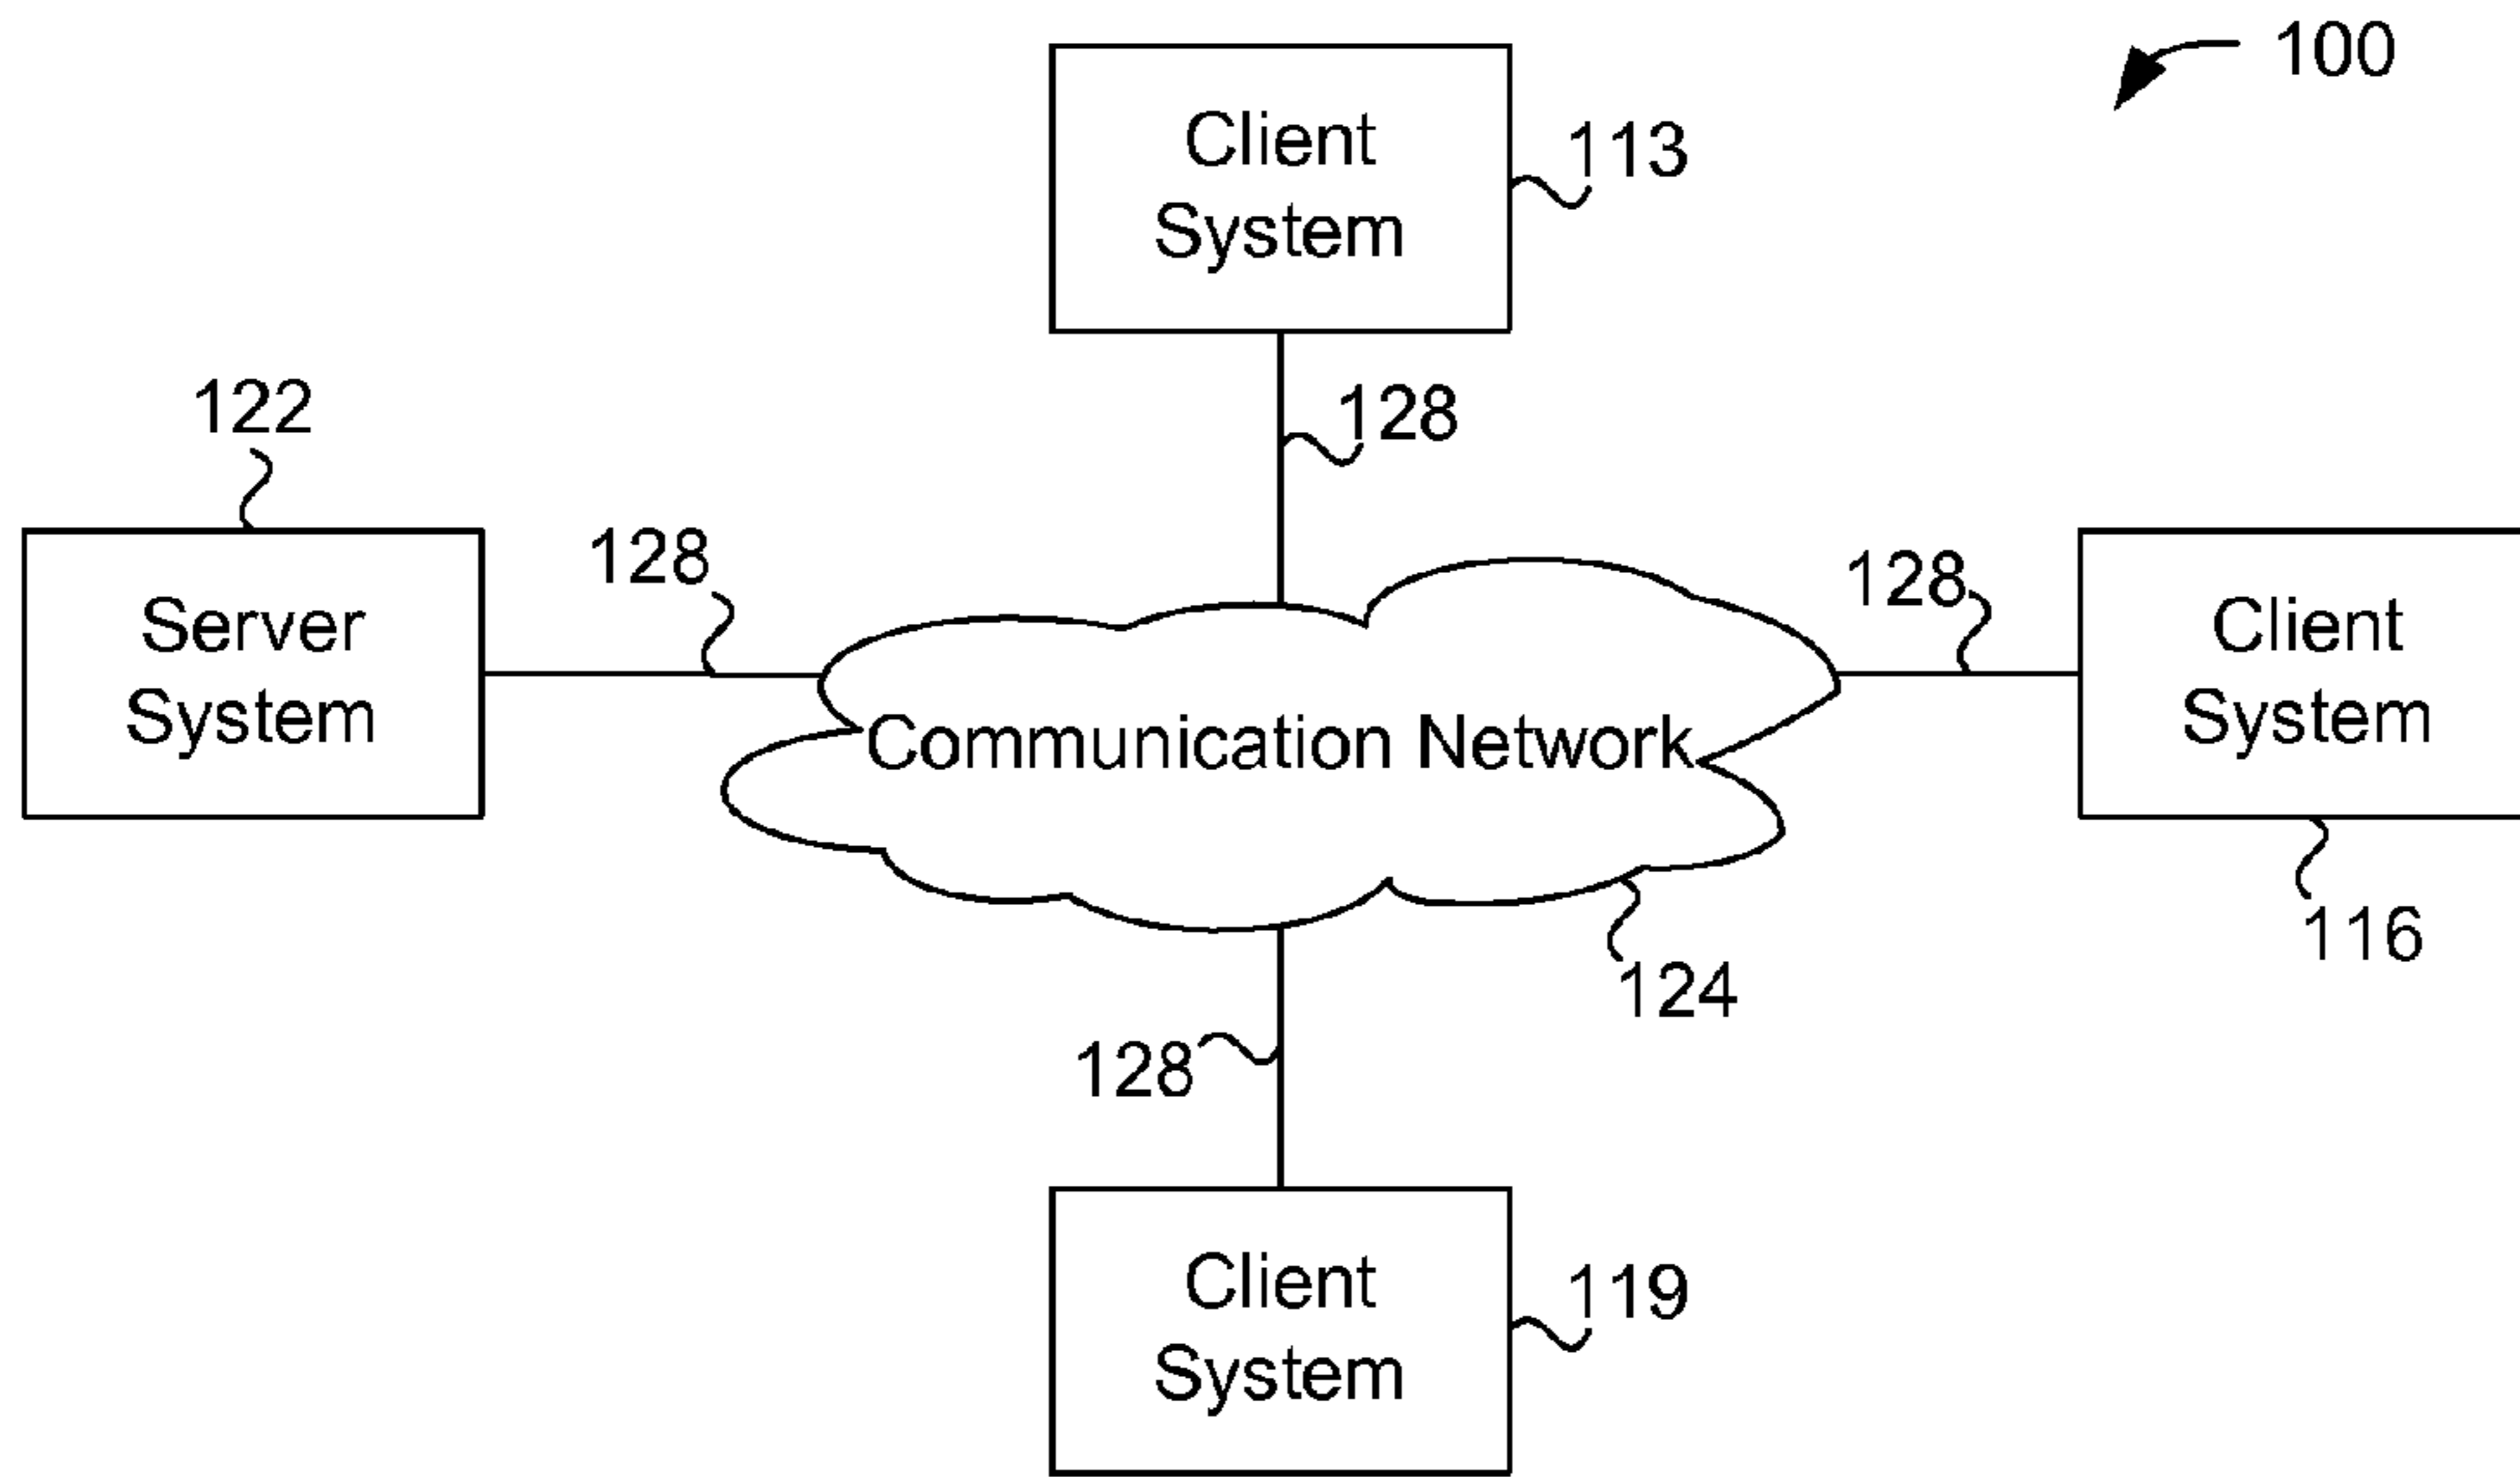 100
Client
System
113
128
122
Server
System
128
128
Client
System
Communication Network
116
124
128
Client
System
119